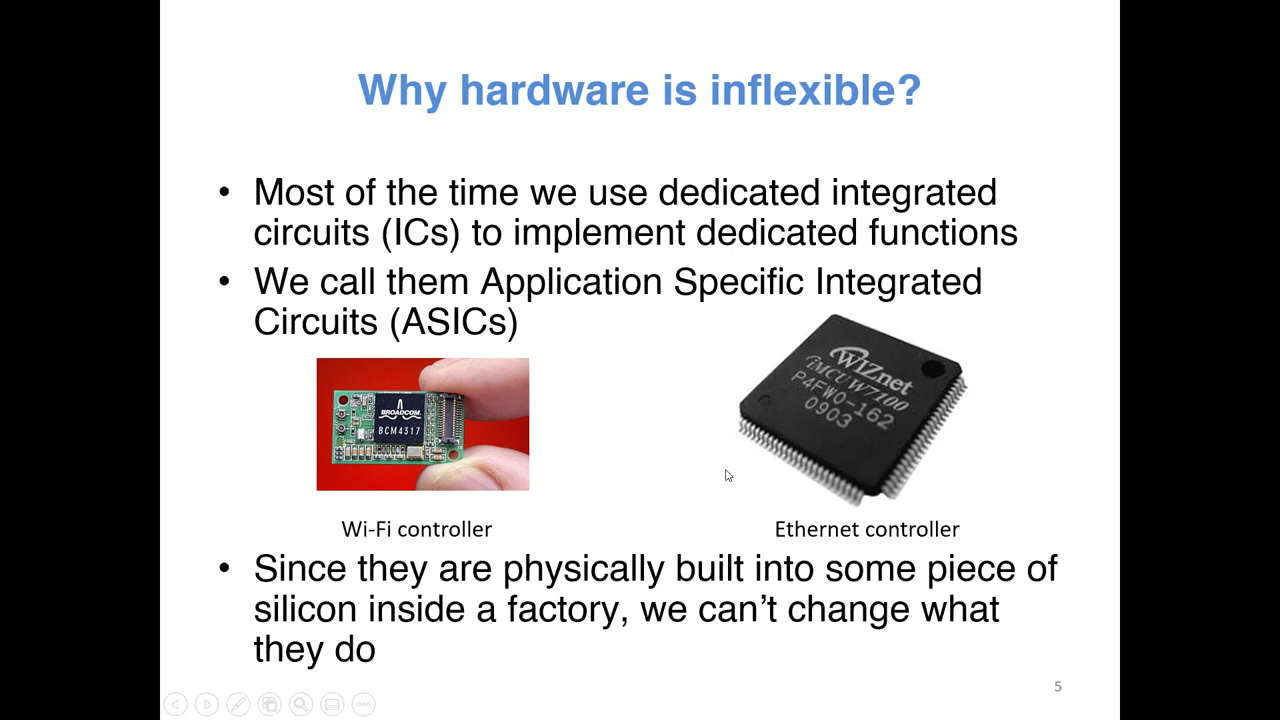 Why hardware is inflexible?
• Most of the time we use dedicated integrated
circuits (ICs) to implement dedicated functions
• We call them Application Specific Integrated
Circuits (ASICs)
BROADCOM
BCM4317
WIZnet
iMCUW7100
P4FW0-162
0903
Wi-Fi controller
Ethernet controller
• Since they are physically built into some piece of
silicon inside a factory, we can’t change what
they do
5